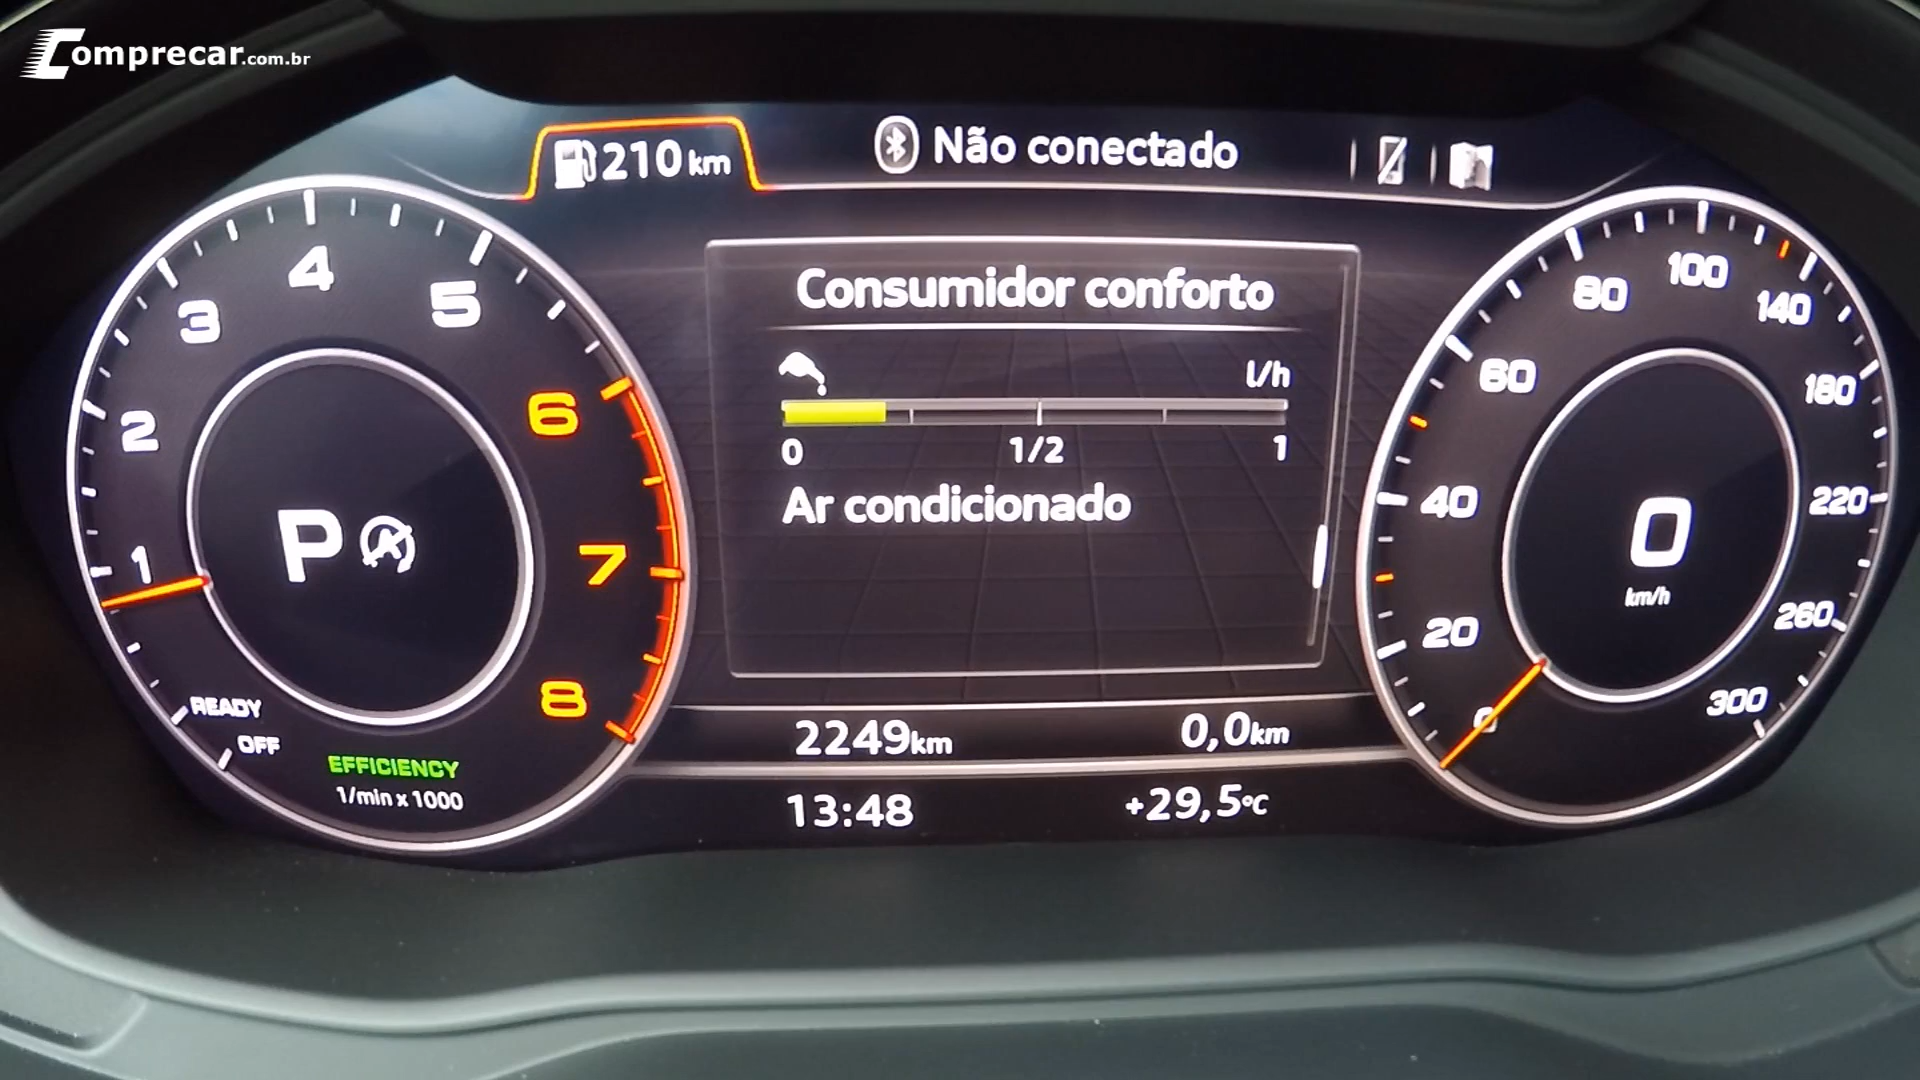 Comprecar.com.br
210 km
Não conectado
Consumidor conforto
l/h
0 1/2 1
Ar condicionado
2249km 0,0km
13:48 +29,5°C
1
2
3
4
5
6
7
8
P
READY
OFF
EFFICIENCY
1/min x 1000
0
20
40
60
80
100
140
180
220
260
300
0
km/h